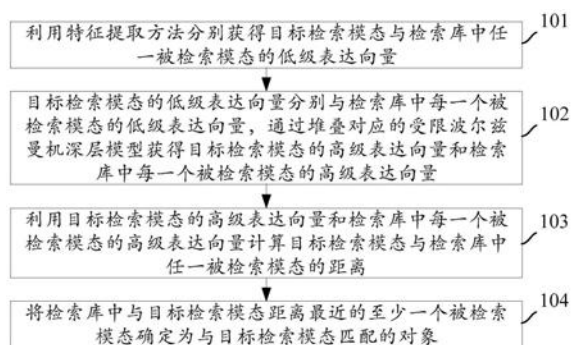 利用特征提取方法分别获得目标检索模态与检索库中任
一被检索模态的低级表达向量
101
目标检索模态的低级表达向量分别与检索库中每一个被
检索模态的低级表达向量，通过堆叠对应的受限波尔兹
曼机深层模型获得目标检索模态的高级表达向量和检索
库中每一个被检索模态的高级表达向量
102
利用目标检索模态的高级表达向量和检索库中每一个被
检索模态的高级表达向量计算目标检索模态与检索库中
任一被检索模态的距离
103
将检索库中与目标检索模态距离最近的至少一个被检索
模态确定为与目标检索模态匹配的对象
104